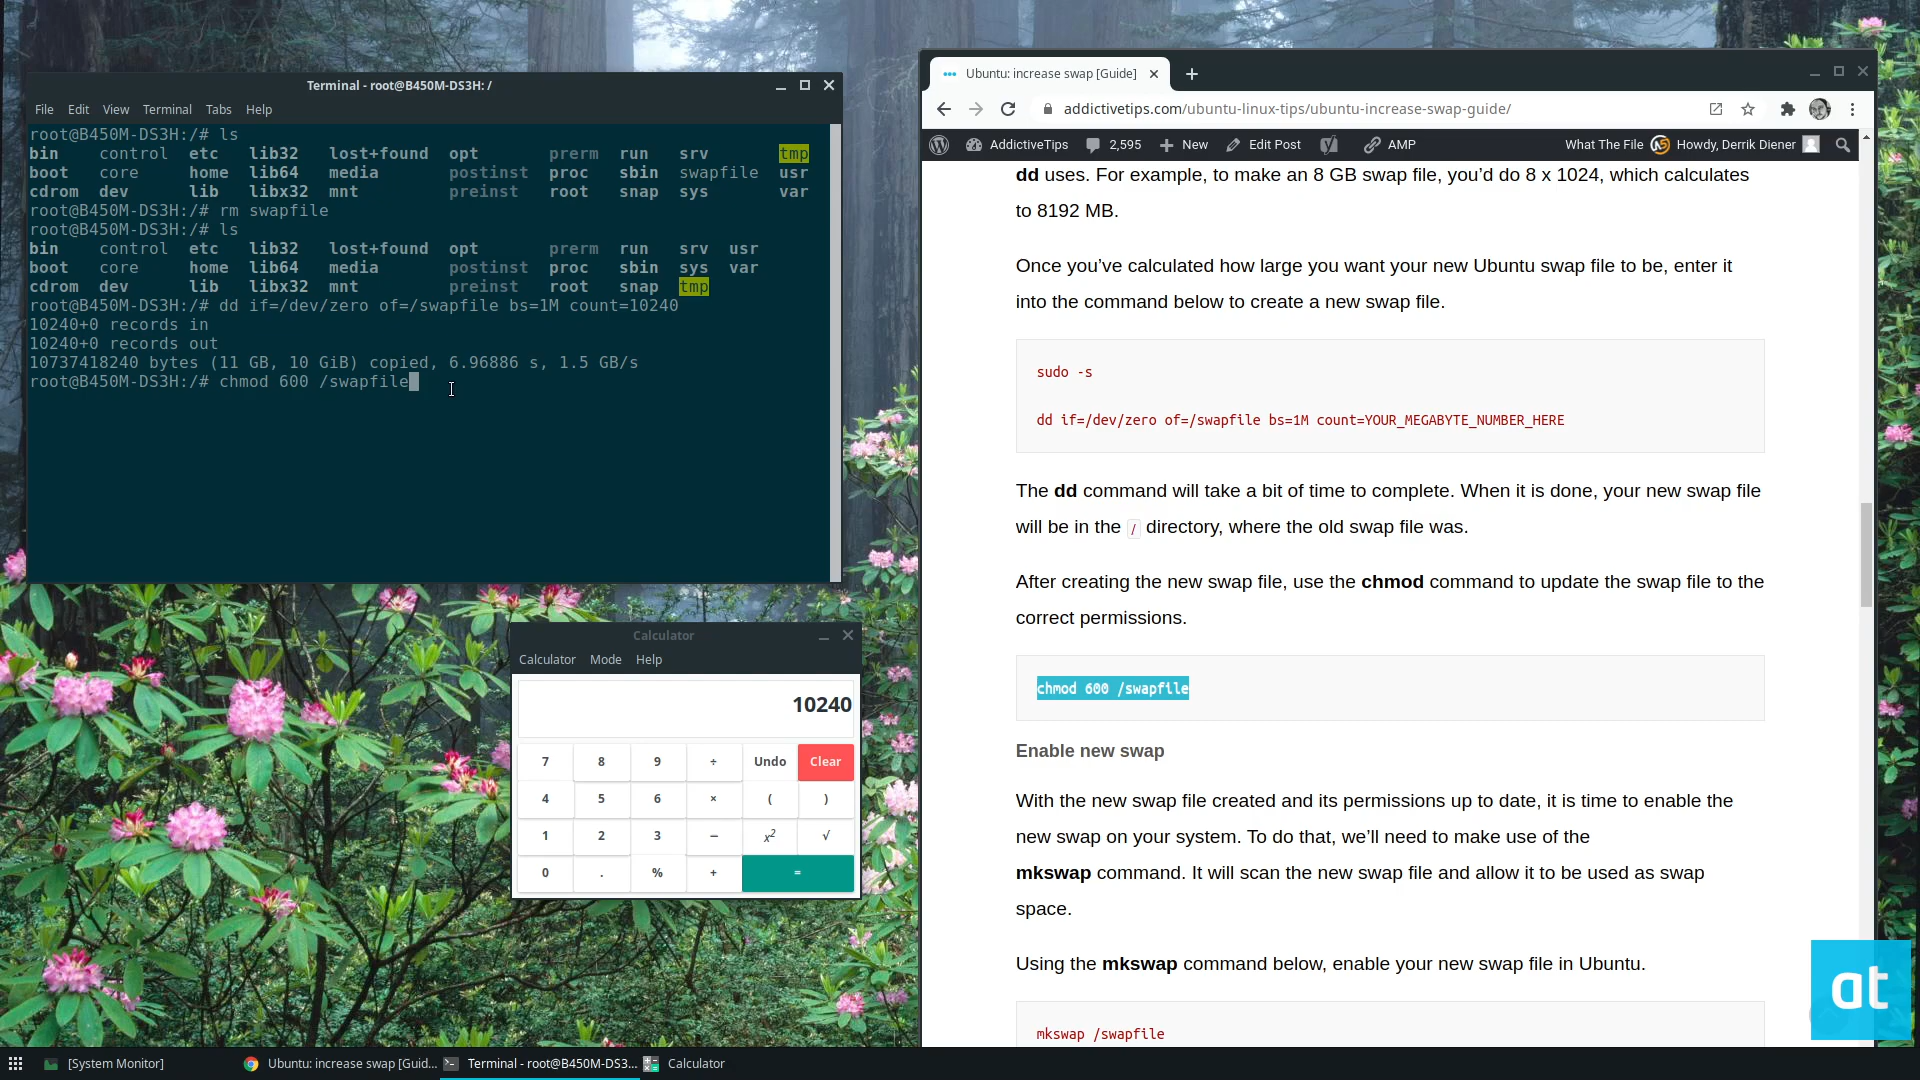 Terminal - root@B450M-DS3H: /
File Edit View Terminal Tabs Help
root@B450M-DS3H:/# ls
bin control etc lib32 lost+found opt prerm run srv tmp
boot core home lib64 media postinst proc sbin swapfile usr
cdrom dev lib libx32 mnt preinst root snap sys var
root@B450M-DS3H:/# rm swapfile
root@B450M-DS3H:/# ls
bin control etc lib32 lost+found opt prerm run srv usr
boot core home lib64 media postinst proc sbin sys var
cdrom dev lib libx32 mnt preinst root snap tmp
root@B450M-DS3H:/# dd if=/dev/zero of=/swapfile bs=1M count=10240
10240+0 records in
10240+0 records out
10737418240 bytes (11 GB, 10 GiB) copied, 6.96886 s, 1.5 GB/s
root@B450M-DS3H:/# chmod 600 /swapfile
Calculator
Calculator Mode Help
10240
7 8 9 ÷ Undo Clear
4 5 6 × ( )
1 2 3 − x² √
0 . % + =
Ubuntu: increase swap [Guide]
addictivetips.com/ubuntu-linux-tips/ubuntu-increase-swap-guide/
AddictiveTips 2,595 New Edit Post AMP What The File Howdy, Derrik Diener
dd uses. For example, to make an 8 GB swap file, you’d do 8 x 1024, which calculates
to 8192 MB.
Once you’ve calculated how large you want your new Ubuntu swap file to be, enter it
into the command below to create a new swap file.
sudo -s
dd if=/dev/zero of=/swapfile bs=1M count=YOUR_MEGABYTE_NUMBER_HERE
The dd command will take a bit of time to complete. When it is done, your new swap file
will be in the / directory, where the old swap file was.
After creating the new swap file, use the chmod command to update the swap file to the
correct permissions.
chmod 600 /swapfile
Enable new swap
With the new swap file created and its permissions up to date, it is time to enable the
new swap on your system. To do that, we’ll need to make use of the
mkswap command. It will scan the new swap file and allow it to be used as swap
space.
Using the mkswap command below, enable your new swap file in Ubuntu.
mkswap /swapfile
at
[System Monitor] Ubuntu: increase swap [Guid... Terminal - root@B450M-DS3... Calculator